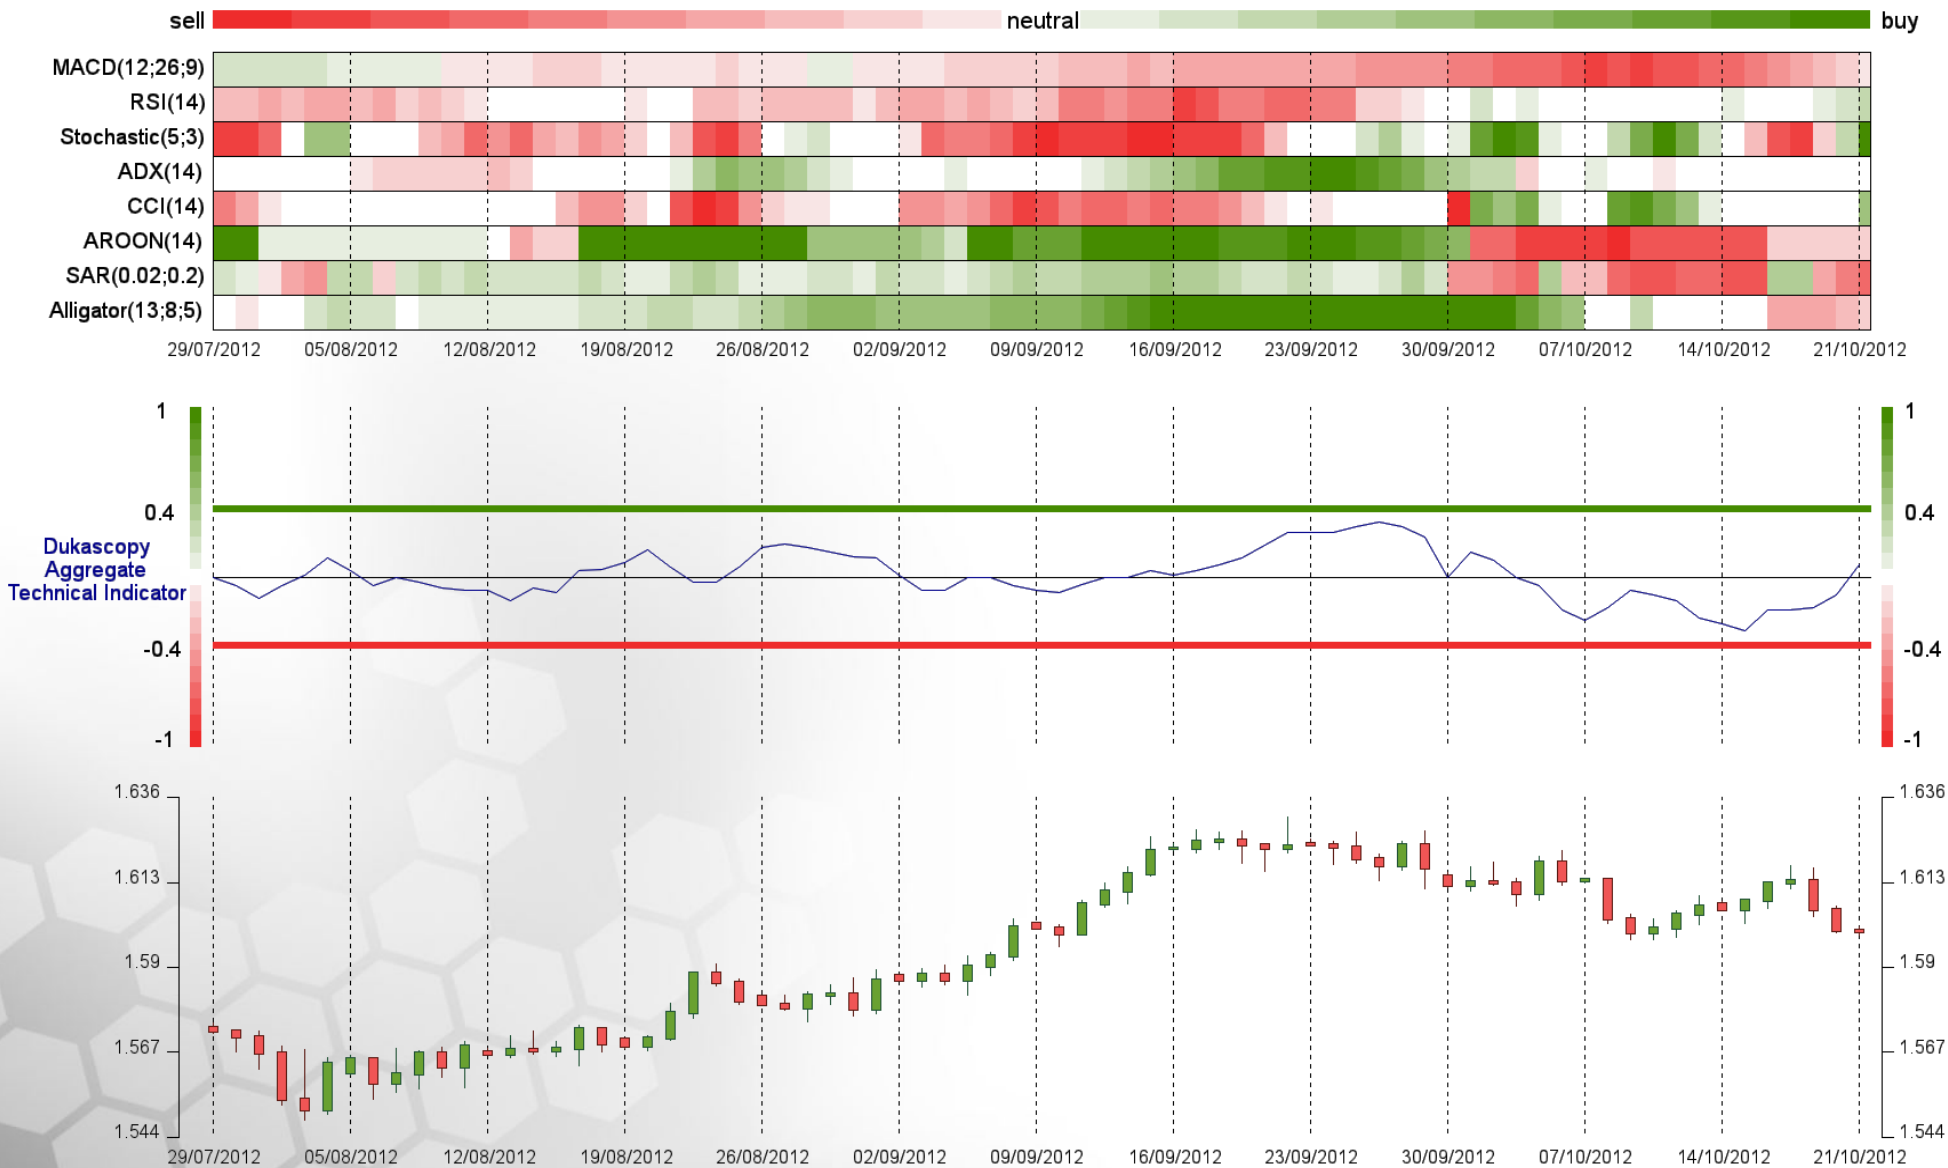 sell neutral buy
MACD(12;26;9)
RSI(14)
Stochastic(5;3)
ADX(14)
CCI(14)
AROON(14)
SAR(0.02;0.2)
Alligator(13;8;5)
29/07/2012 05/08/2012 12/08/2012 19/08/2012 26/08/2012 02/09/2012 09/09/2012 16/09/2012 23/09/2012 30/09/2012 07/10/2012 14/10/2012 21/10/2012
1 1
0.4 0.4
Dukascopy
Aggregate
Technical Indicator
-0.4 -0.4
-1 -1
1.636 1.636
1.613 1.613
1.59 1.59
1.567 1.567
1.544 1.544
29/07/2012 05/08/2012 12/08/2012 19/08/2012 26/08/2012 02/09/2012 09/09/2012 16/09/2012 23/09/2012 30/09/2012 07/10/2012 14/10/2012 21/10/2012